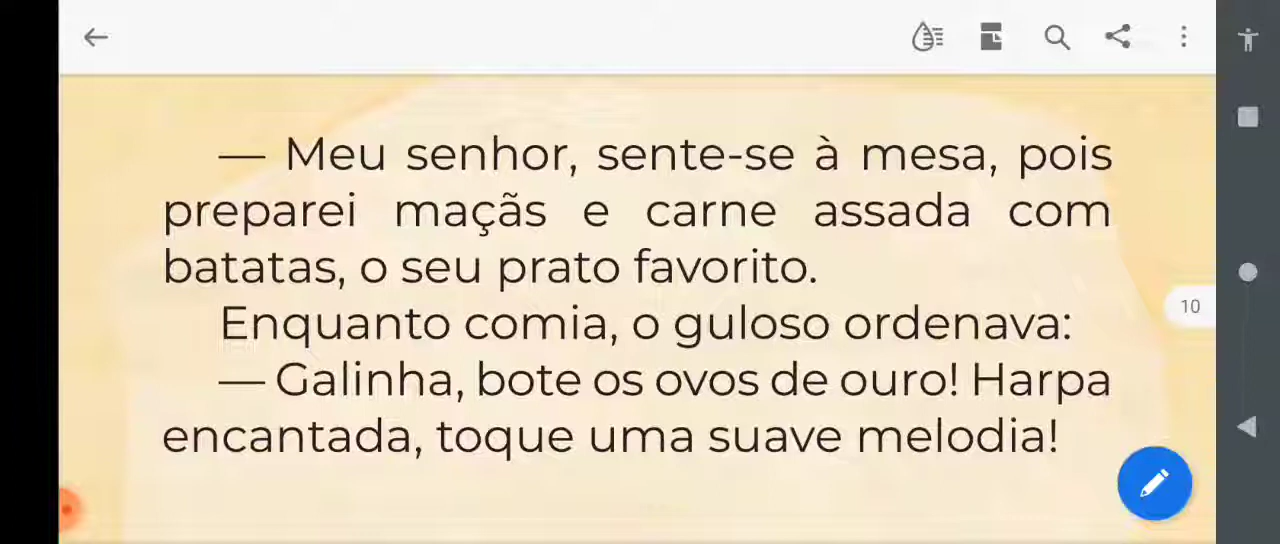 — Meu senhor, sente-se à mesa, pois
preparei maçãs e carne assada com
batatas, o seu prato favorito.
10
Enquanto comia, o guloso ordenava:
— Galinha, bote os ovos de ouro! Harpa
encantada, toque uma suave melodia!